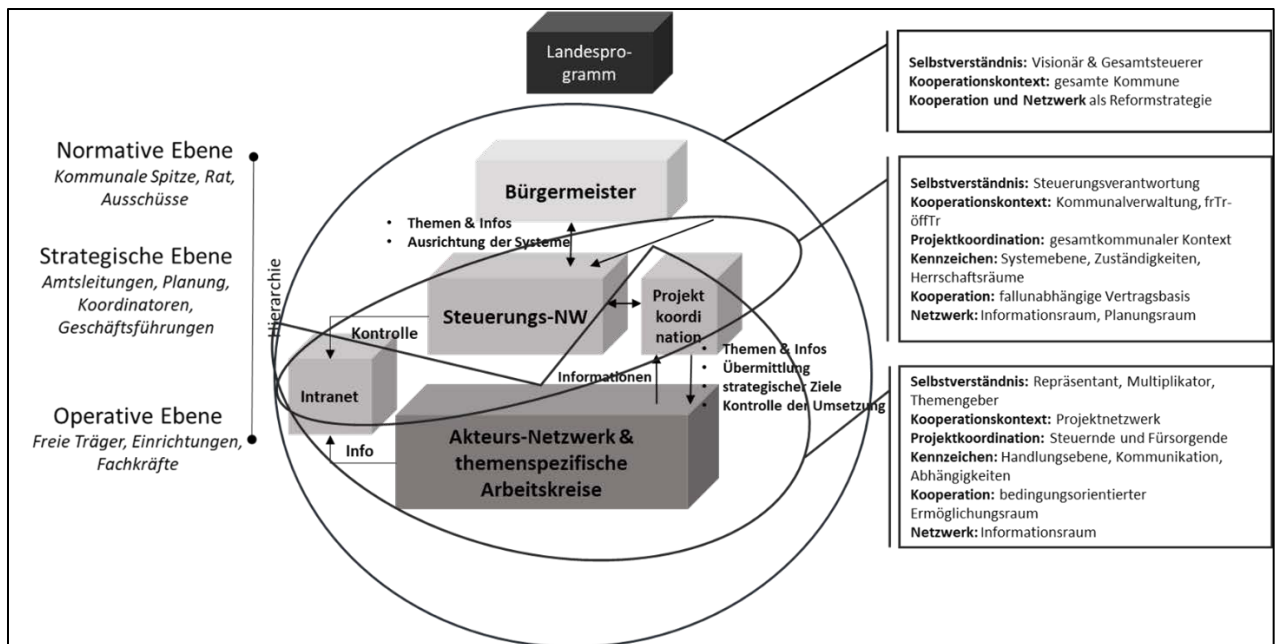 Landespro-
gramm
Normative Ebene
Kommunale Spitze, Rat,
Ausschüsse
Strategische Ebene
Amtsleitungen, Planung,
Koordinatoren,
Geschäftsführungen
Operative Ebene
Freie Träger, Einrichtungen,
Fachkräfte
Hierarchie
Bürgermeister
• Themen & Infos
• Ausrichtung der Systeme
Steuerungs-NW
Projekt
koordi
nation
Kontrolle
Intranet
Informationen
• Themen & Infos
• Übermittlung
• strategischer Ziele
• Kontrolle der Umsetzung
Info
Akteurs-Netzwerk &
themenspezifische
Arbeitskreise
Selbstverständnis: Visionär & Gesamtsteuerer
Kooperationskontext: gesamte Kommune
Kooperation und Netzwerk als Reformstrategie
Selbstverständnis: Steuerungsverantwortung
Kooperationskontext: Kommunalverwaltung, frTr-
öffTr
Projektkoordination: gesamtkommunaler Kontext
Kennzeichen: Systemebene, Zuständigkeiten,
Herrschaftsräume
Kooperation: fallunabhängige Vertragsbasis
Netzwerk: Informationsraum, Planungsraum
Selbstverständnis: Repräsentant, Multiplikator,
Themengeber
Kooperationskontext: Projektnetzwerk
Projektkoordination: Steuernde und Fürsorgende
Kennzeichen: Handlungsebene, Kommunikation,
Abhängigkeiten
Kooperation: bedingungsorientierter
Ermöglichungsraum
Netzwerk: Informationsraum